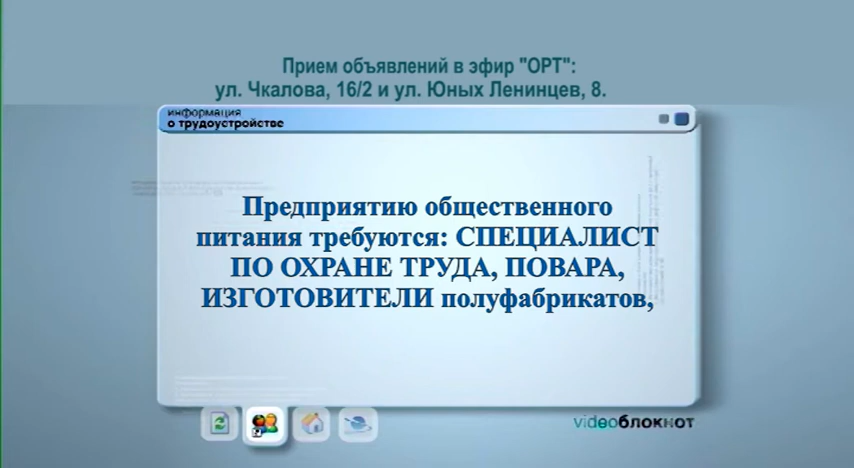 Прием объявлений в эфир "ОРТ":
ул. Чкалова, 16/2 и ул. Юных Ленинцев, 8.
информация
о трудоустройстве
Предприятию общественного
питания требуются: СПЕЦИАЛИСТ
ПО ОХРАНЕ ТРУДА, ПОВАРА,
ИЗГОТОВИТЕЛИ полуфабрикатов,
videoблокнот